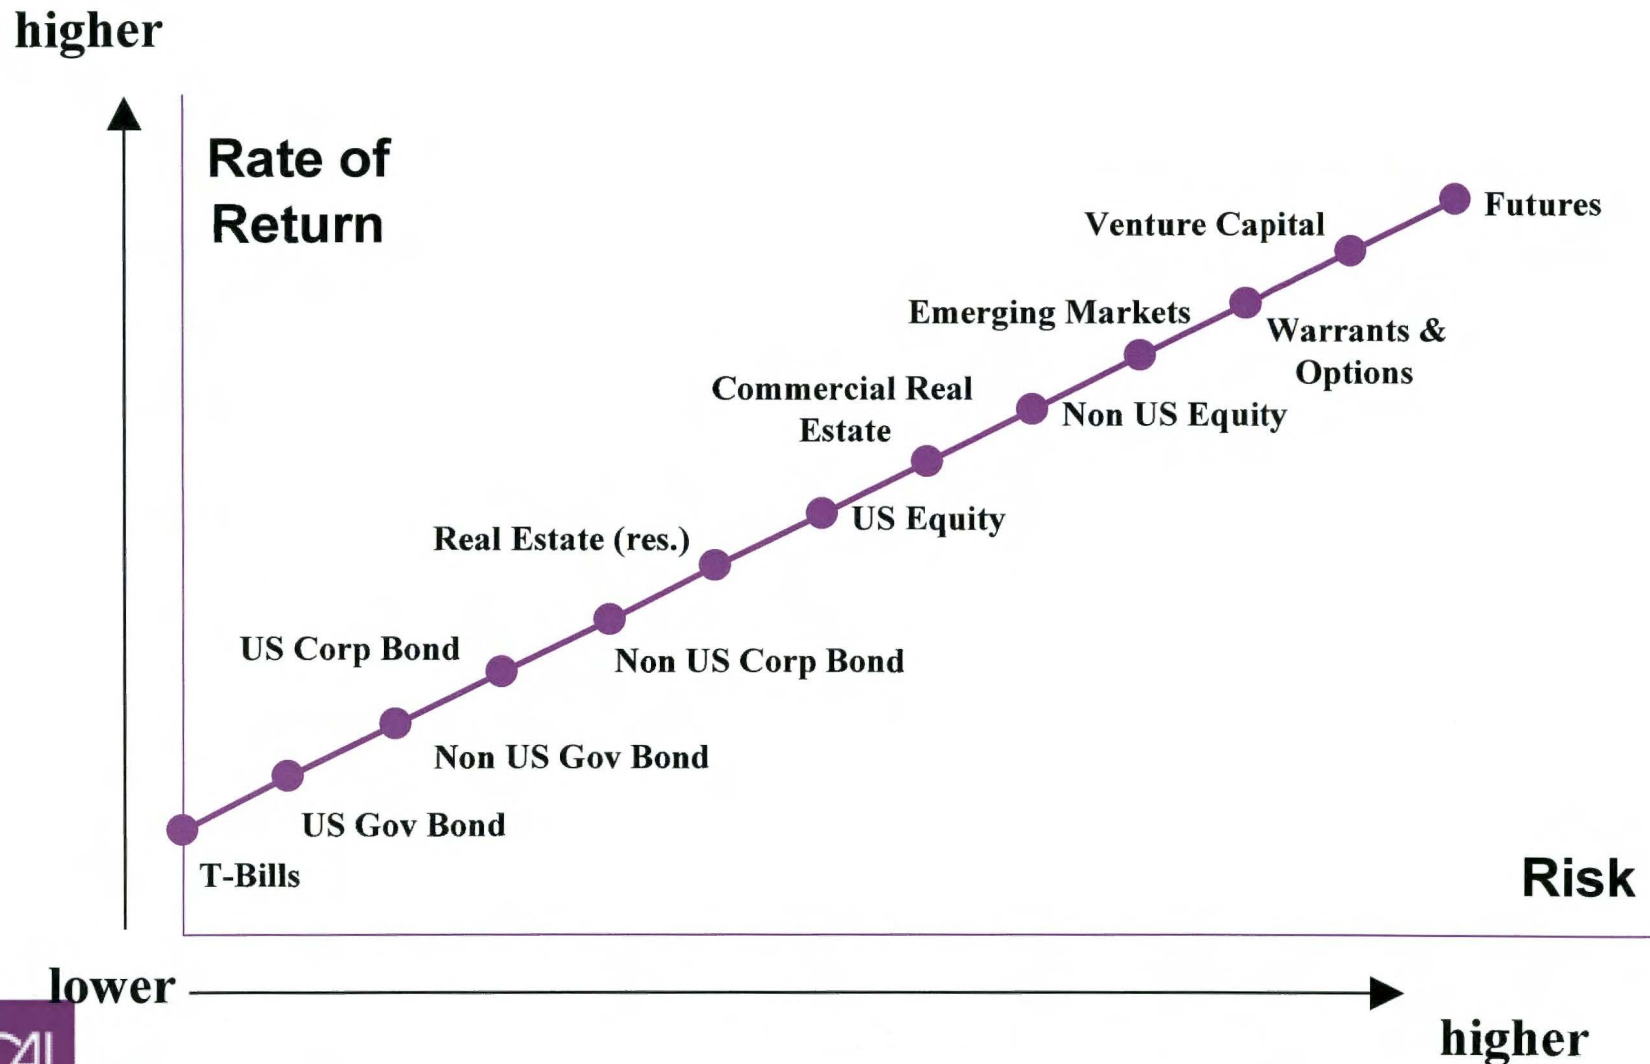 higher
Rate of
Return
Futures
Venture Capital
Emerging Markets
Warrants &
Options
Commercial Real
Estate
Non US Equity
US Equity
Real Estate (res.)
US Corp Bond
Non US Corp Bond
Non US Gov Bond
US Gov Bond
T-Bills
Risk
lower
higher